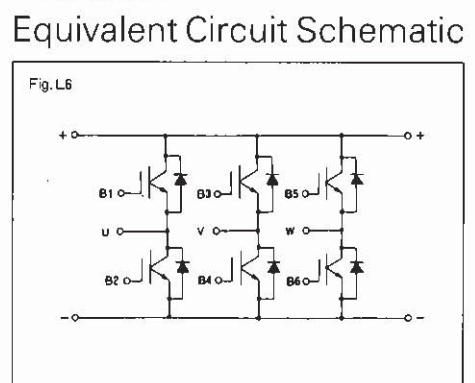 Equivalent Circuit Schematic
Fig. L6
+ +
B1 B3 B5
U V W
B2 B4 B6
- -